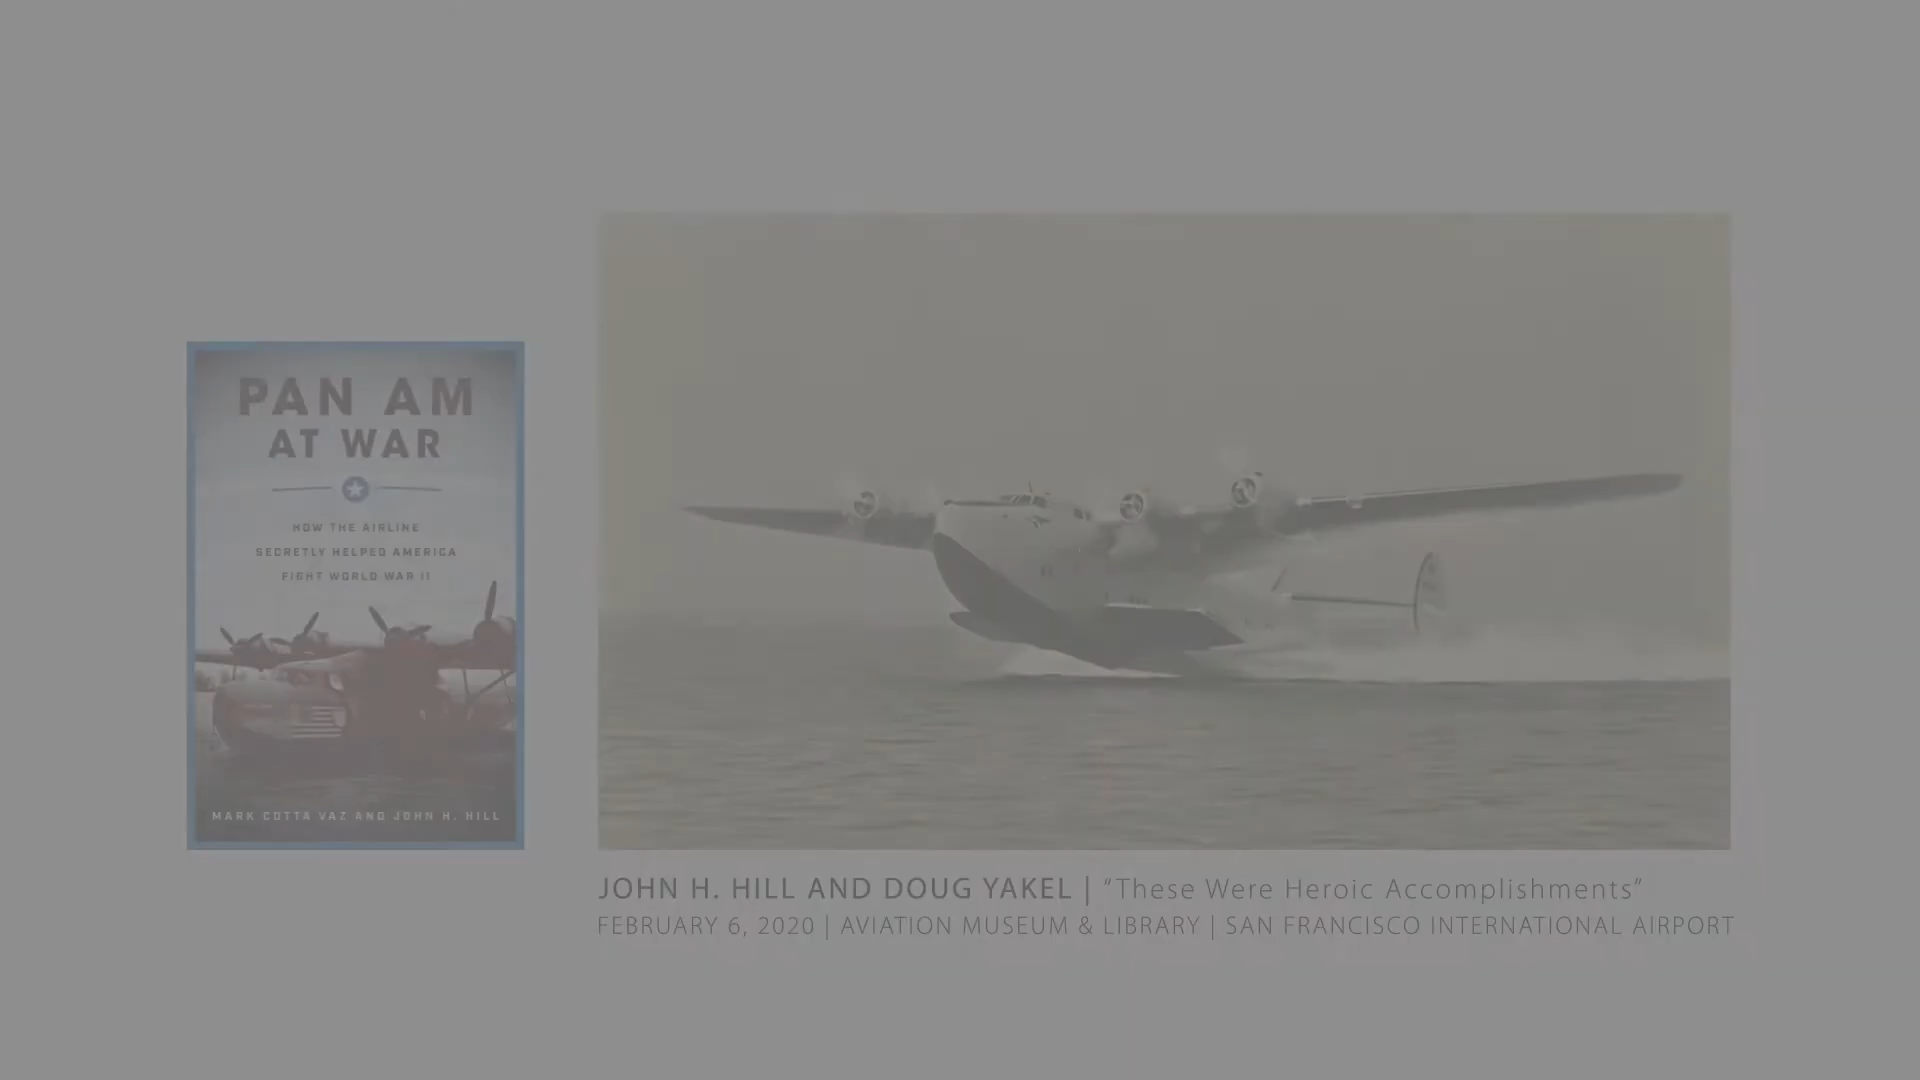 PAN AM
AT WAR
HOW THE AIRLINE
SECRETLY HELPED AMERICA
FIGHT WORLD WAR II
MARK COTTA VAZ AND JOHN H. HILL
JOHN H. HILL AND DOUG YAKEL | “These Were Heroic Accomplishments”
FEBRUARY 6, 2020 | AVIATION MUSEUM & LIBRARY | SAN FRANCISCO INTERNATIONAL AIRPORT